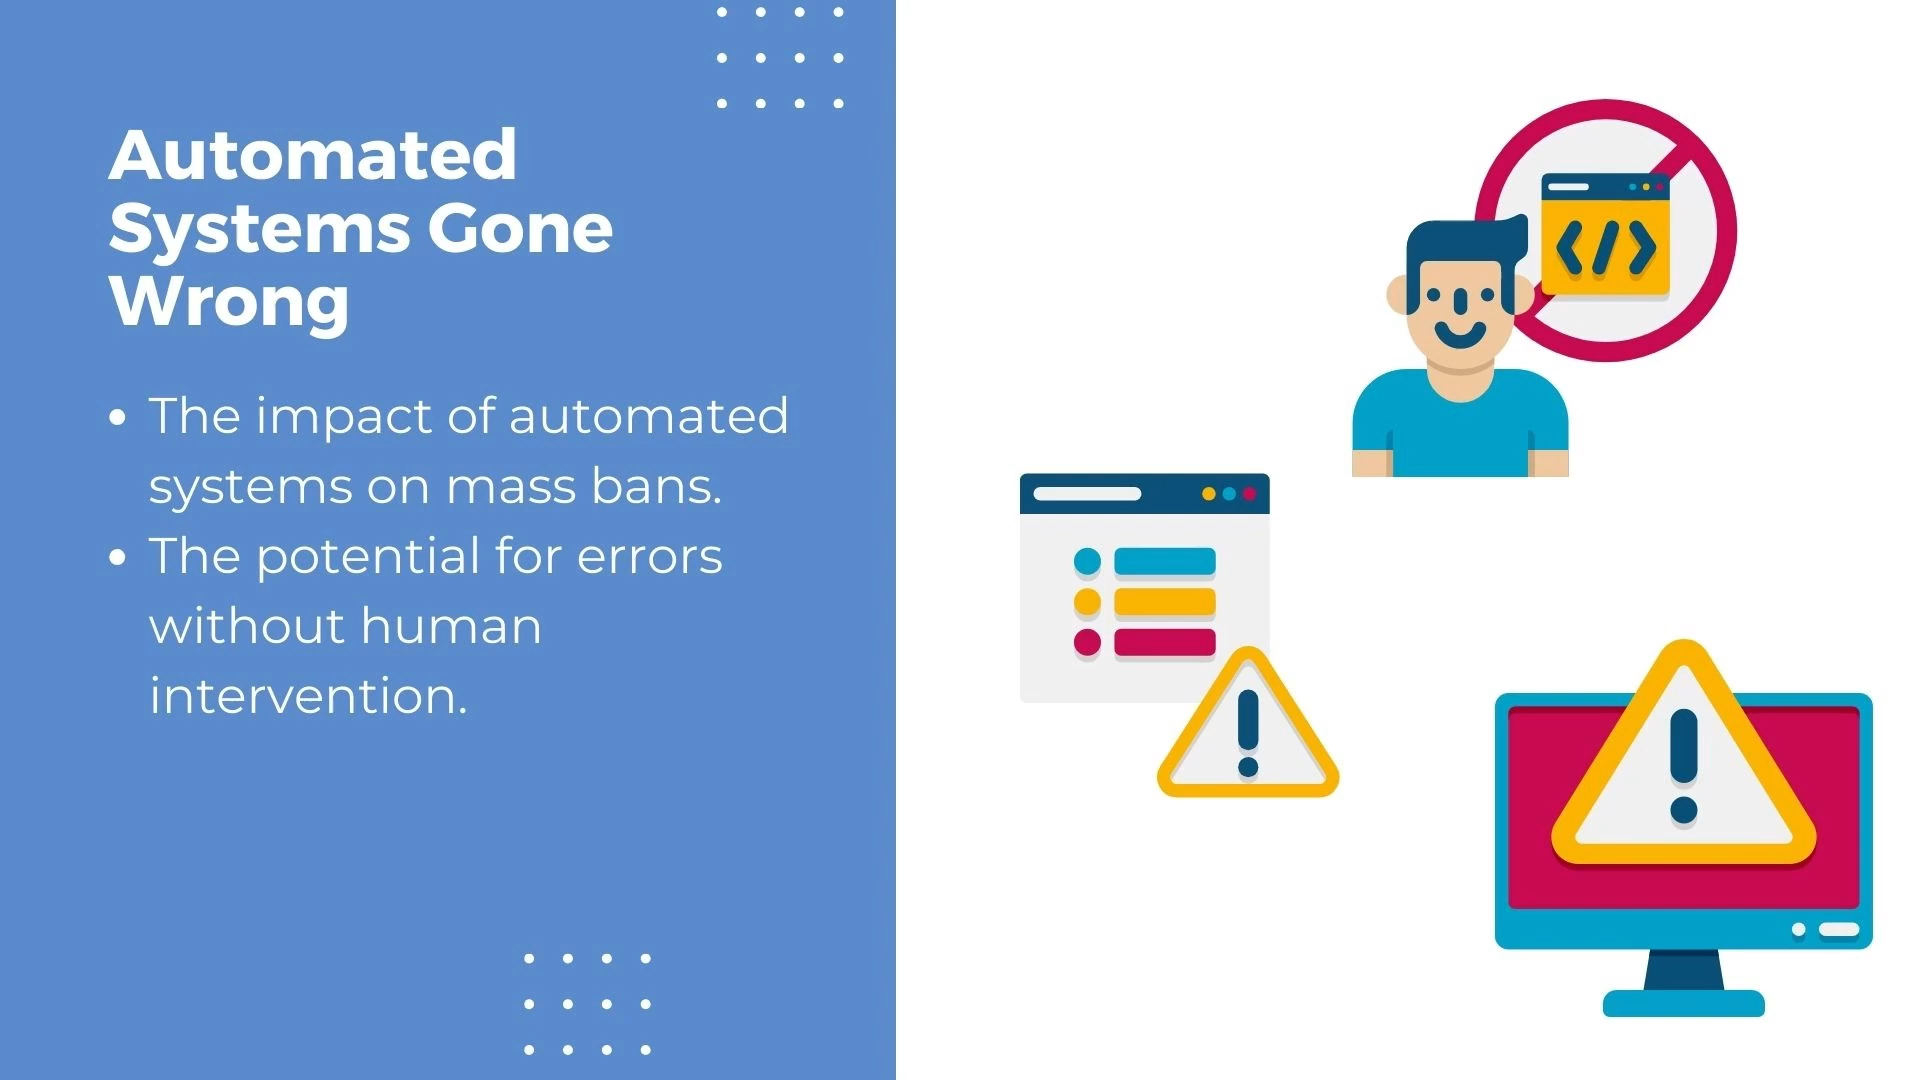 Automated
Systems Gone
Wrong
• The impact of automated
systems on mass bans.
• The potential for errors
without human
intervention.
</>